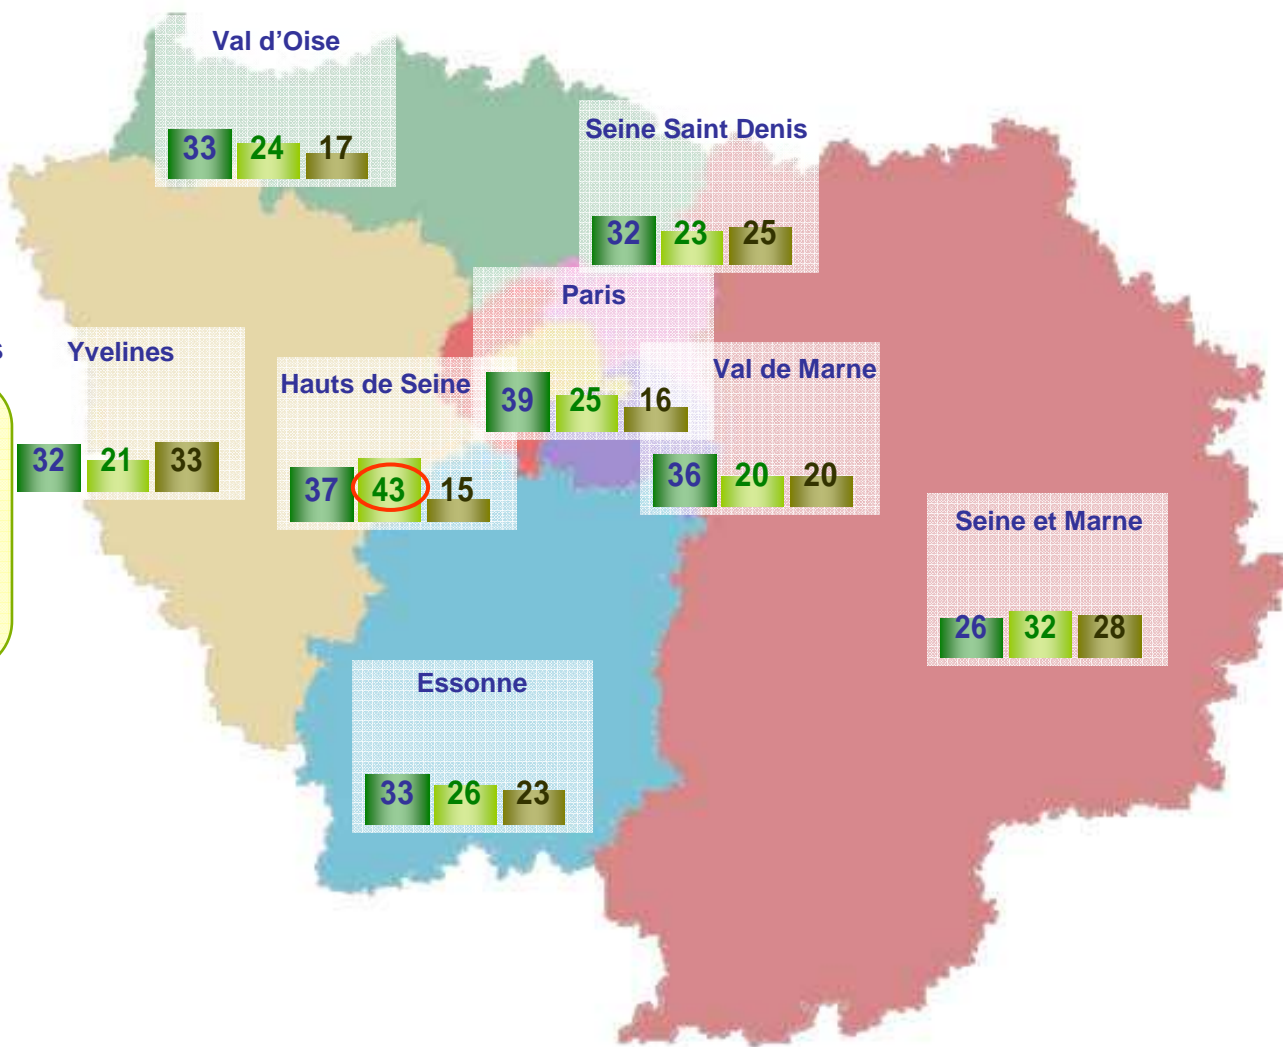 Val d'Oise
33 24 17
Seine Saint Denis
32 23 25
Paris
39 25 16
s
Yvelines
32 21 33
Hauts de Seine
37 43 15
Val de Marne
36 20 20
Seine et Marne
26 32 28
Essonne
33 26 23